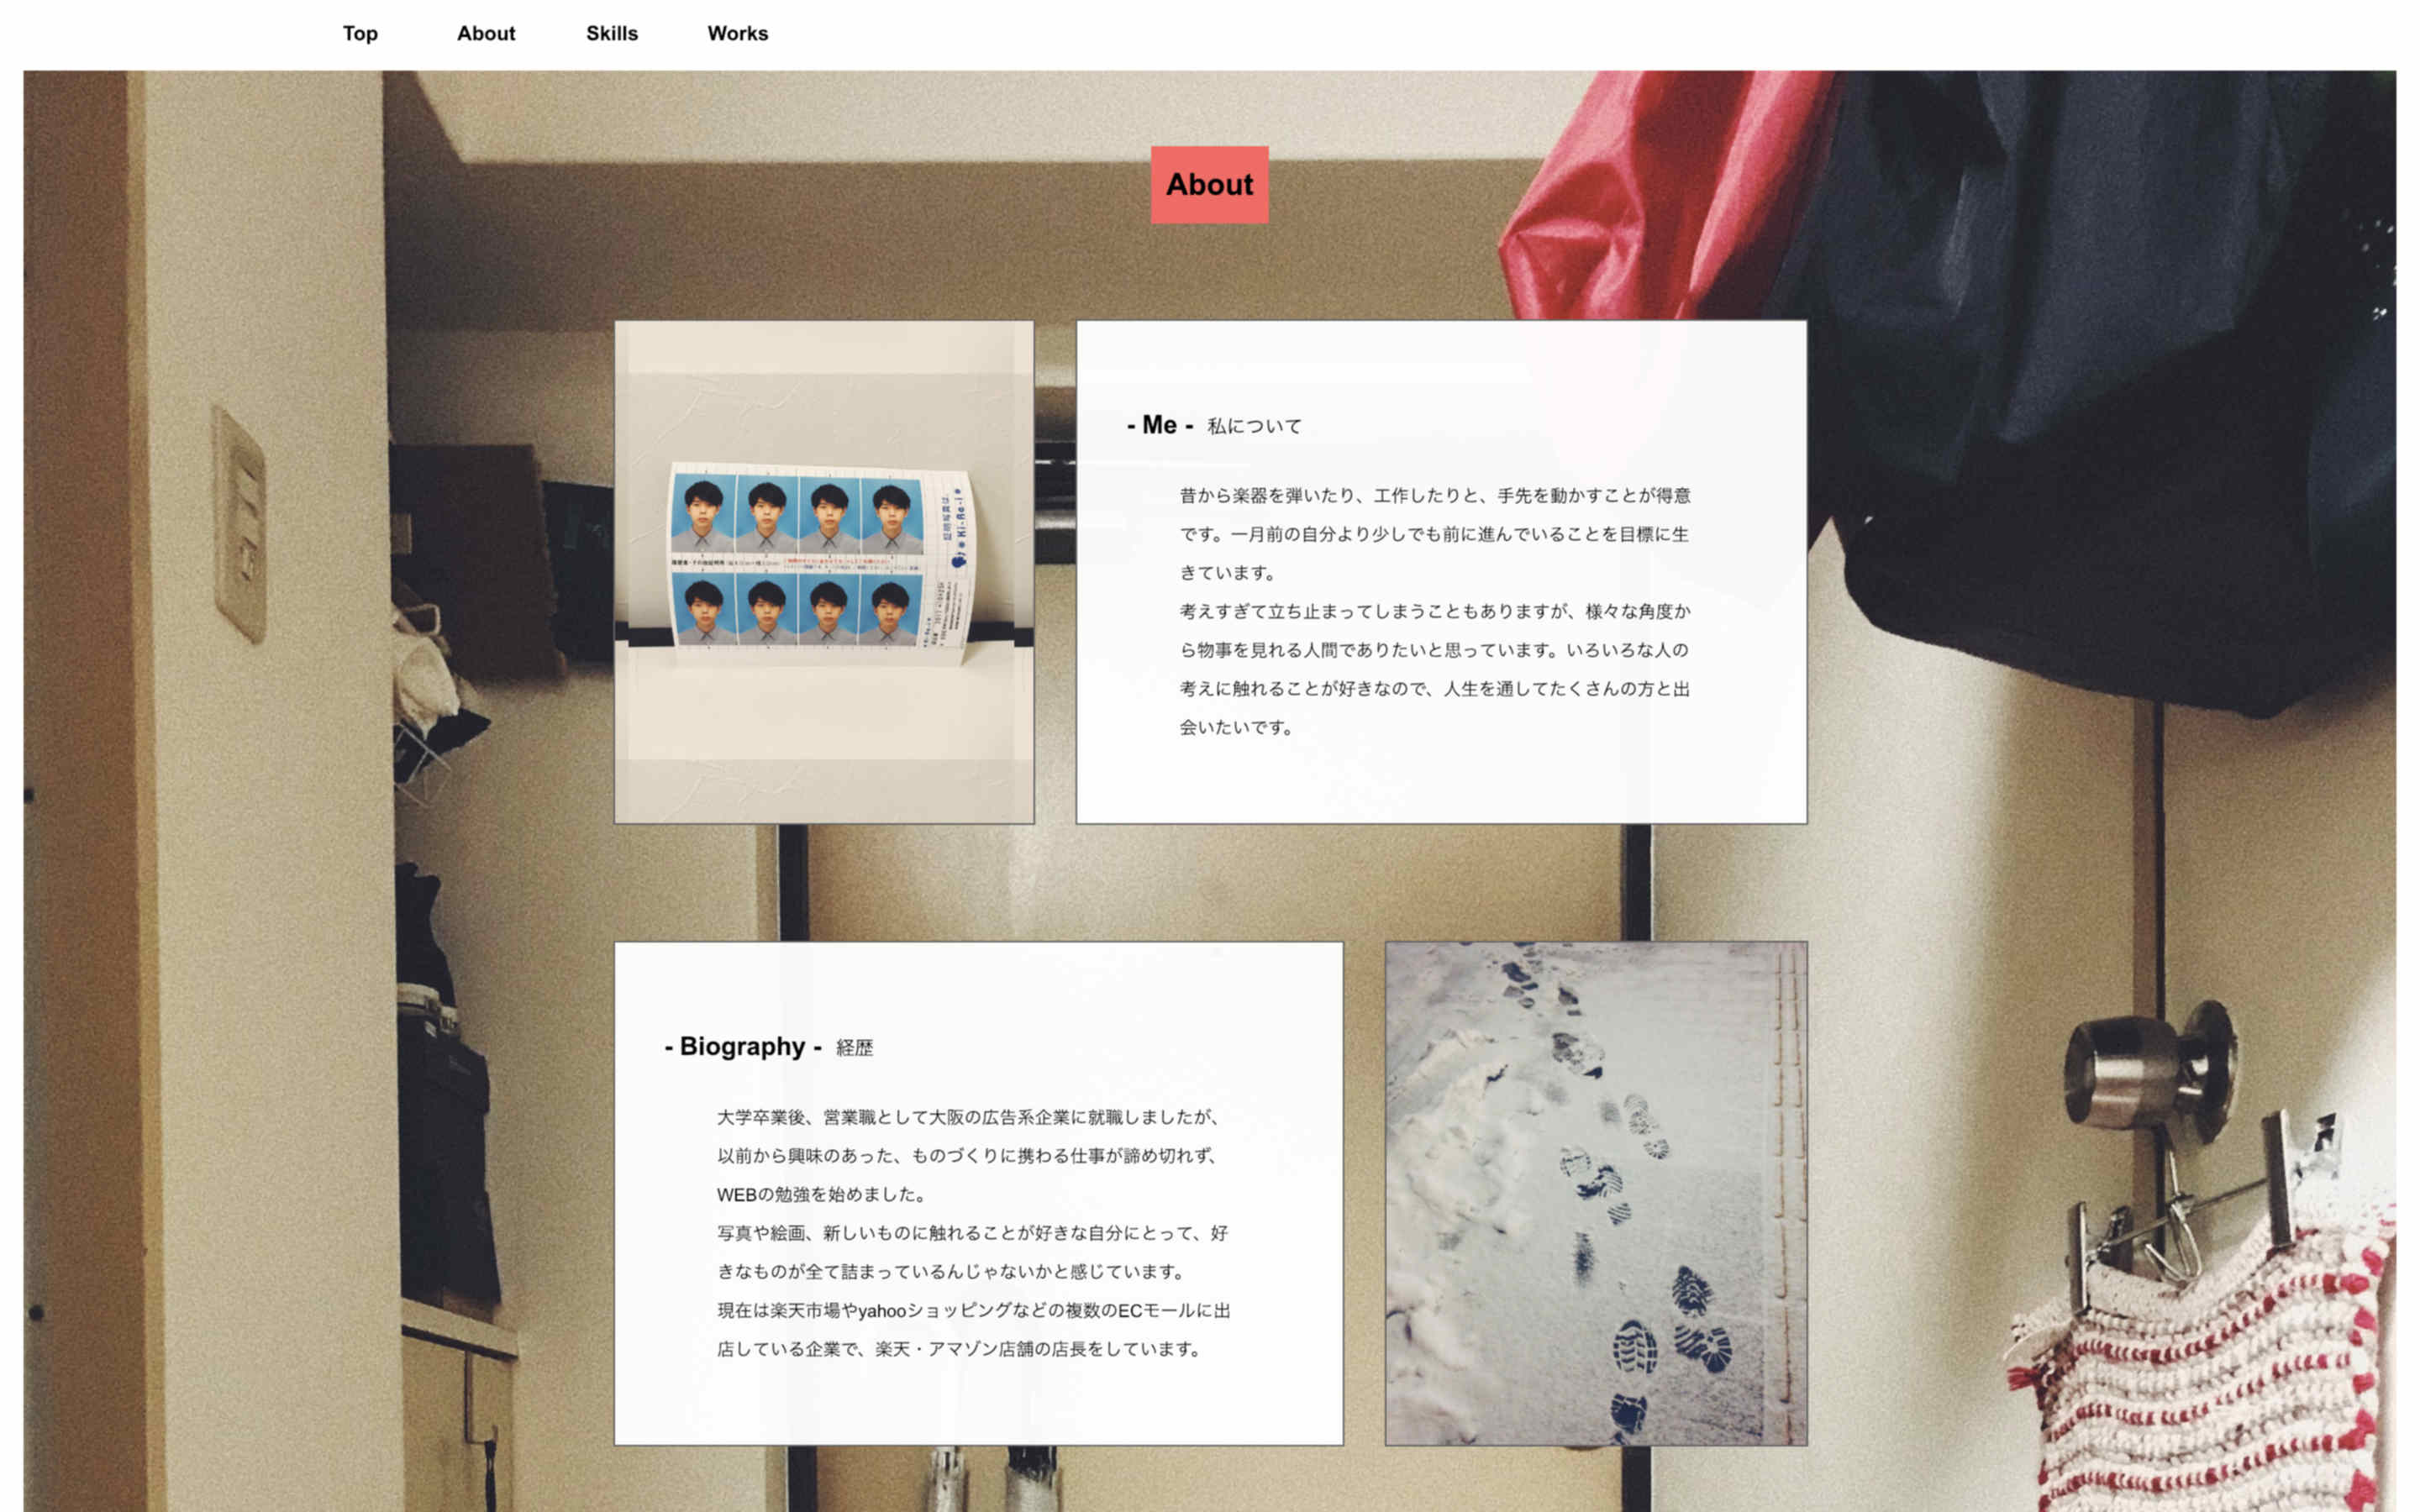 Top About Skills Works
About
- Me - 私について
昔から楽器を弾いたり、工作したりと、手先を動かすことが得意
です。一月前の自分より少しでも前に進んでいることを目標に生
きています。
考えすぎて立ち止まってしまうこともありますが、様々な角度か
ら物事を見れる人間でありたいと思っています。いろいろな人の
考えに触れることが好きなので、人生を通してたくさんの方と出
会いたいです。
証明写真は
Ki-Re-i
- Biography - 経歴
大学卒業後、営業職として大阪の広告系企業に就職しましたが、
以前から興味のあった、ものづくりに携わる仕事が諦め切れず、
WEBの勉強を始めました。
写真や絵画、新しいものに触れることが好きな自分にとって、好
きなものが全て詰まっているんじゃないかと感じています。
現在は楽天市場やyahooショッピングなどの複数のECモールに出
店している企業で、楽天・アマゾン店舗の店長をしています。